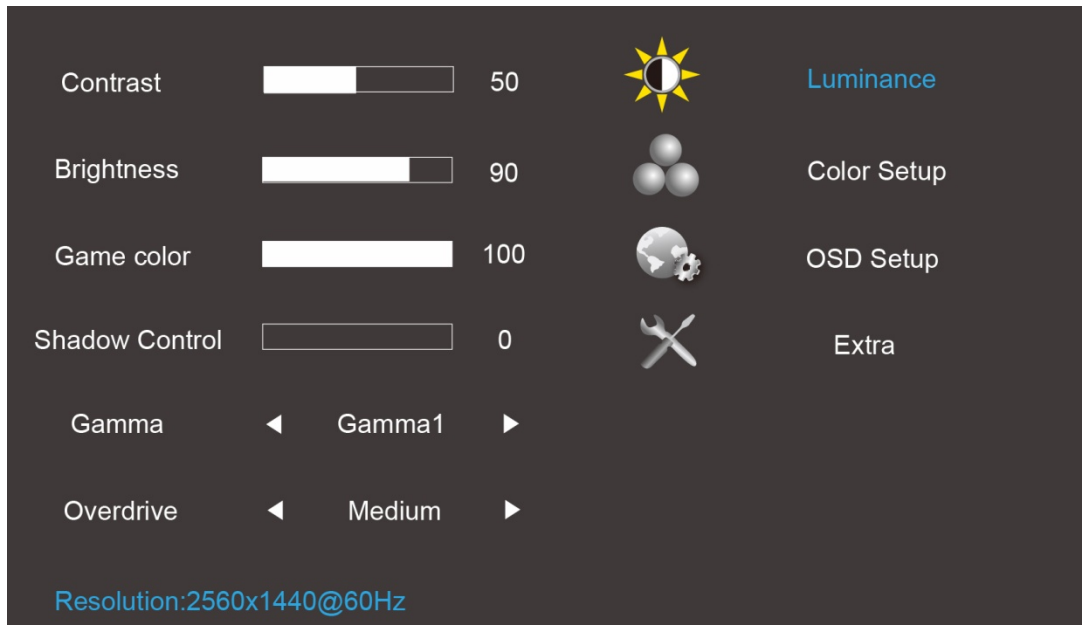 Contrast 50 Luminance
Brightness 90 Color Setup
Game color 100 OSD Setup
Shadow Control 0 Extra
Gamma Gamma1
Overdrive Medium
Resolution:2560x1440@60Hz